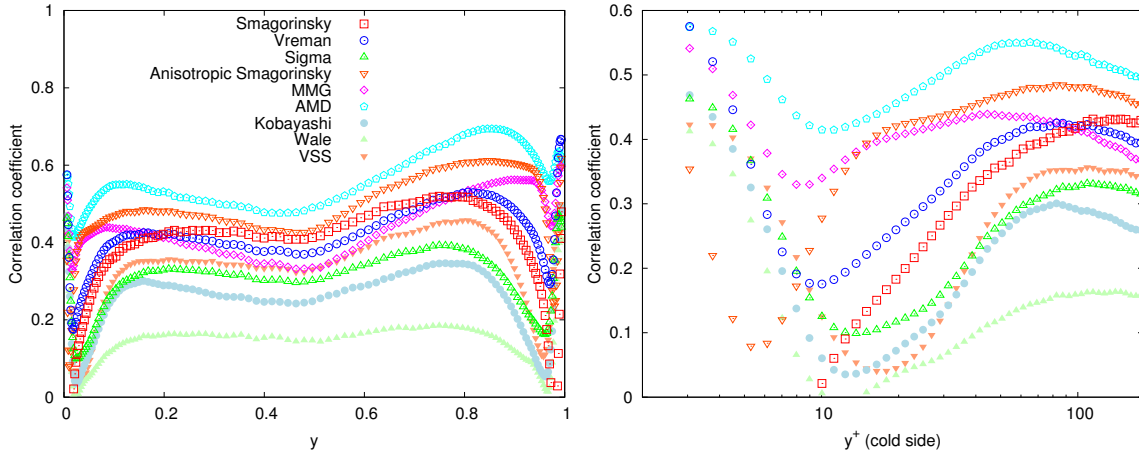 Correlation coefficient
1
0.8
0.6
0.4
0.2
0
0
0.2
0.4
0.6
0.8
1
y
Smagorinsky
Vreman
Sigma
Anisotropic Smagorinsky
MMG
AMD
Kobayashi
Wale
VSS
Correlation coefficient
0.6
0.5
0.4
0.3
0.2
0.1
0
10
100
y+ (cold side)